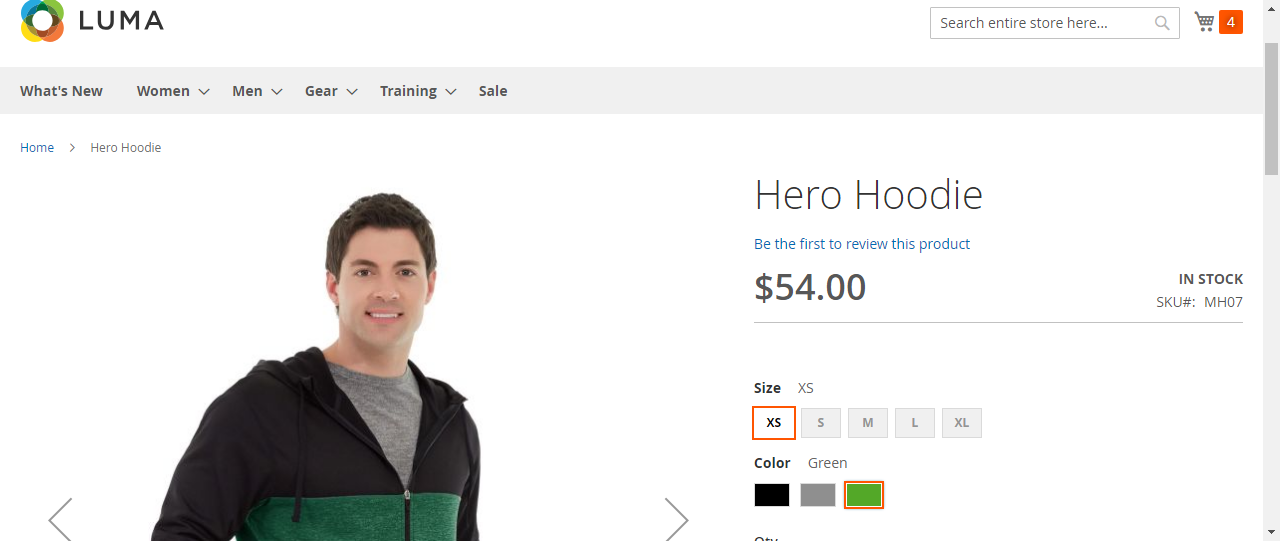 LUMA
Search entire store here...
4
What's New Women Men Gear Training Sale
Home Hero Hoodie
Hero Hoodie
Be the first to review this product
$54.00
IN STOCK
SKU#: MH07
Size XS
XS S M L XL
Color Green
Qty